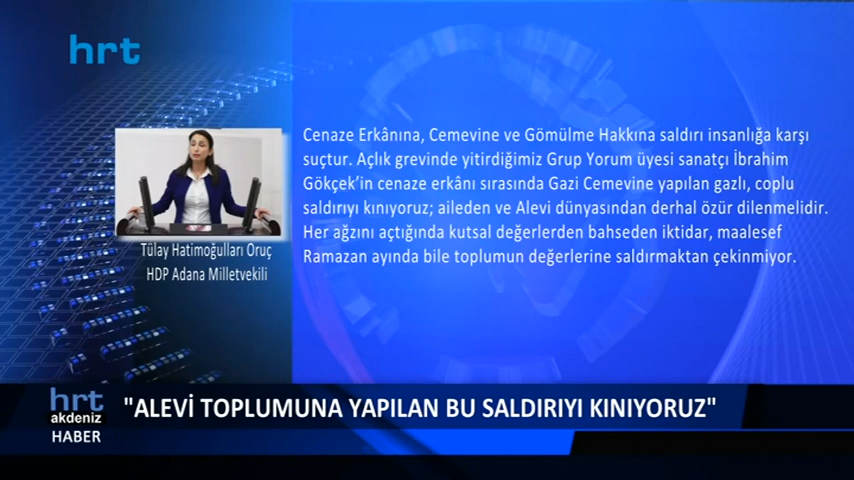 hrt
Cenaze Erkânına, Cemevine ve Gömülme Hakkına saldırı insanlığa karşı
suçtur. Açlık grevinde yitirdiğimiz Grup Yorum üyesi sanatçı İbrahim
Gökçek’in cenaze erkânı sırasında Gazi Cemevine yapılan gazlı, coplu
saldırıyı kınıyoruz; aileden ve Alevi dünyasından derhal özür dilenmelidir.
Her ağzını açtığında kutsal değerlerden bahseden iktidar, maalesef
Ramazan ayında bile toplumun değerlerine saldırmaktan çekinmiyor.
Tülay Hatimoğulları Oruç
HDP Adana Milletvekili
hrt
akdeniz
HABER
"ALEVİ TOPLUMUNA YAPILAN BU SALDIRIYI KINIYORUZ"